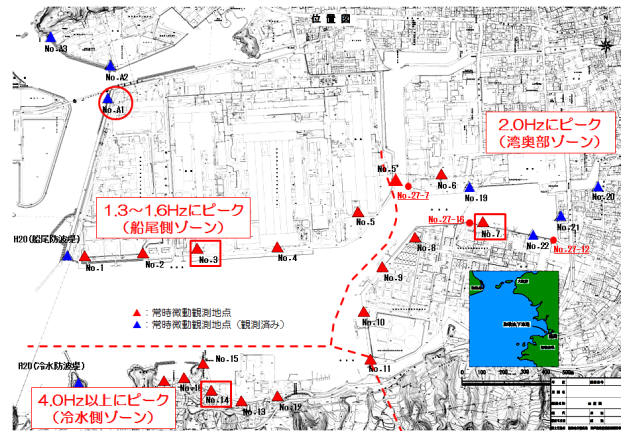 位置図
No.A3
No.A2
No.A1
2.0Hzにピーク
（湾奥部ゾーン）
No.5'
No.6
No.27-7
No.19
No.20
1.3～1.6Hzにピーク
（船尾側ゾーン）
No.5
No.27-16
No.7
No.21
No.22
No.27-12
H20(船尾防波堤)
No.1
No.2
No.3
No.4
No.8
No.9
▲：常時微動観測地点
▲：常時微動観測地点（観測済み）
No.10
No.11
R20(冷水防波堤)
No.15
No.14
No.13
No.12
4.0Hz以上にピーク
（冷水側ゾーン）
0 100 200 300 400 500m